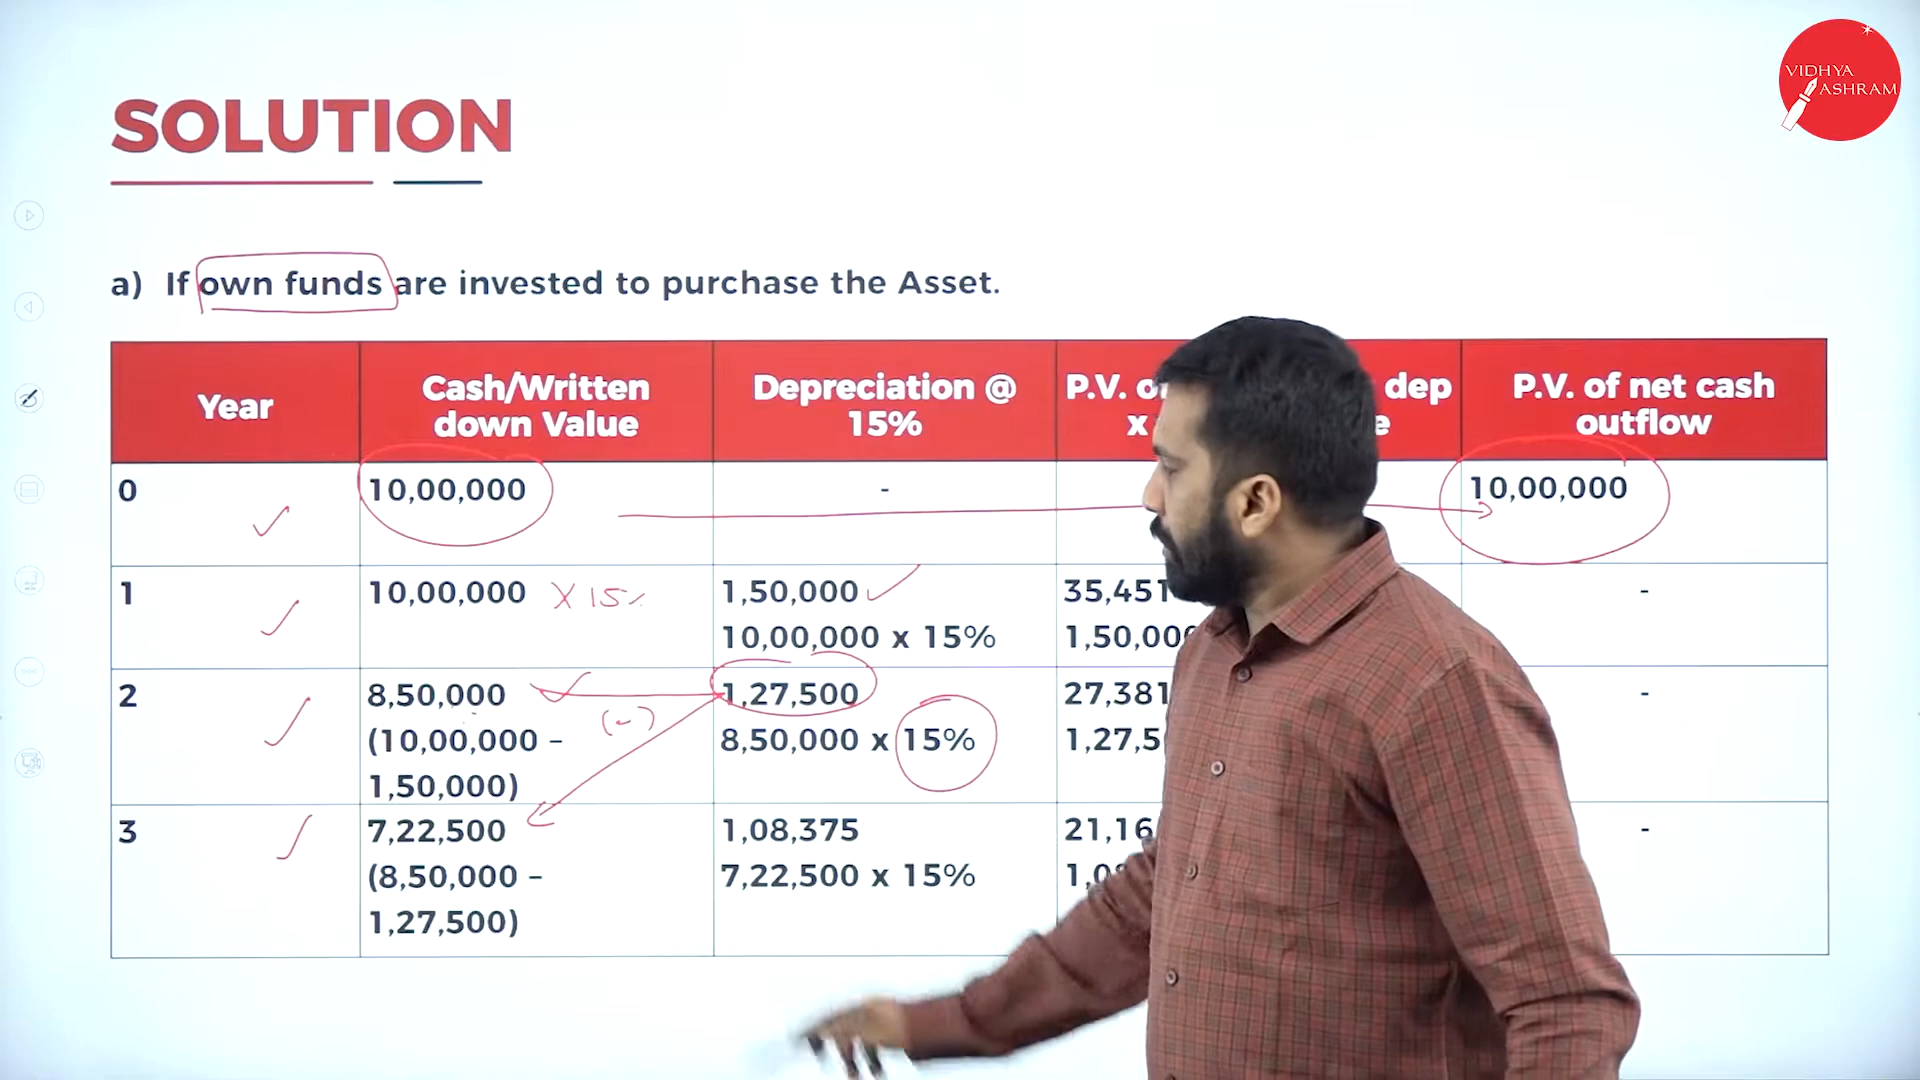 VIDHYA
ASHRAM
SOLUTION
a) If own funds are invested to purchase the Asset.
Year
Cash/Written
down Value
Depreciation @
15%
P.V. dep
x
P.V. of net cash
outflow
0
10,00,000
-
10,00,000
1
10,00,000 X 15%
1,50,000
10,00,000 x 15%
35,451
-
2
8,50,000
(10,00,000 –
1,50,000)
(-)
1,27,500
8,50,000 x 15%
27,381
-
3
7,22,500
(8,50,000 –
1,27,500)
1,08,375
7,22,500 x 15%
-